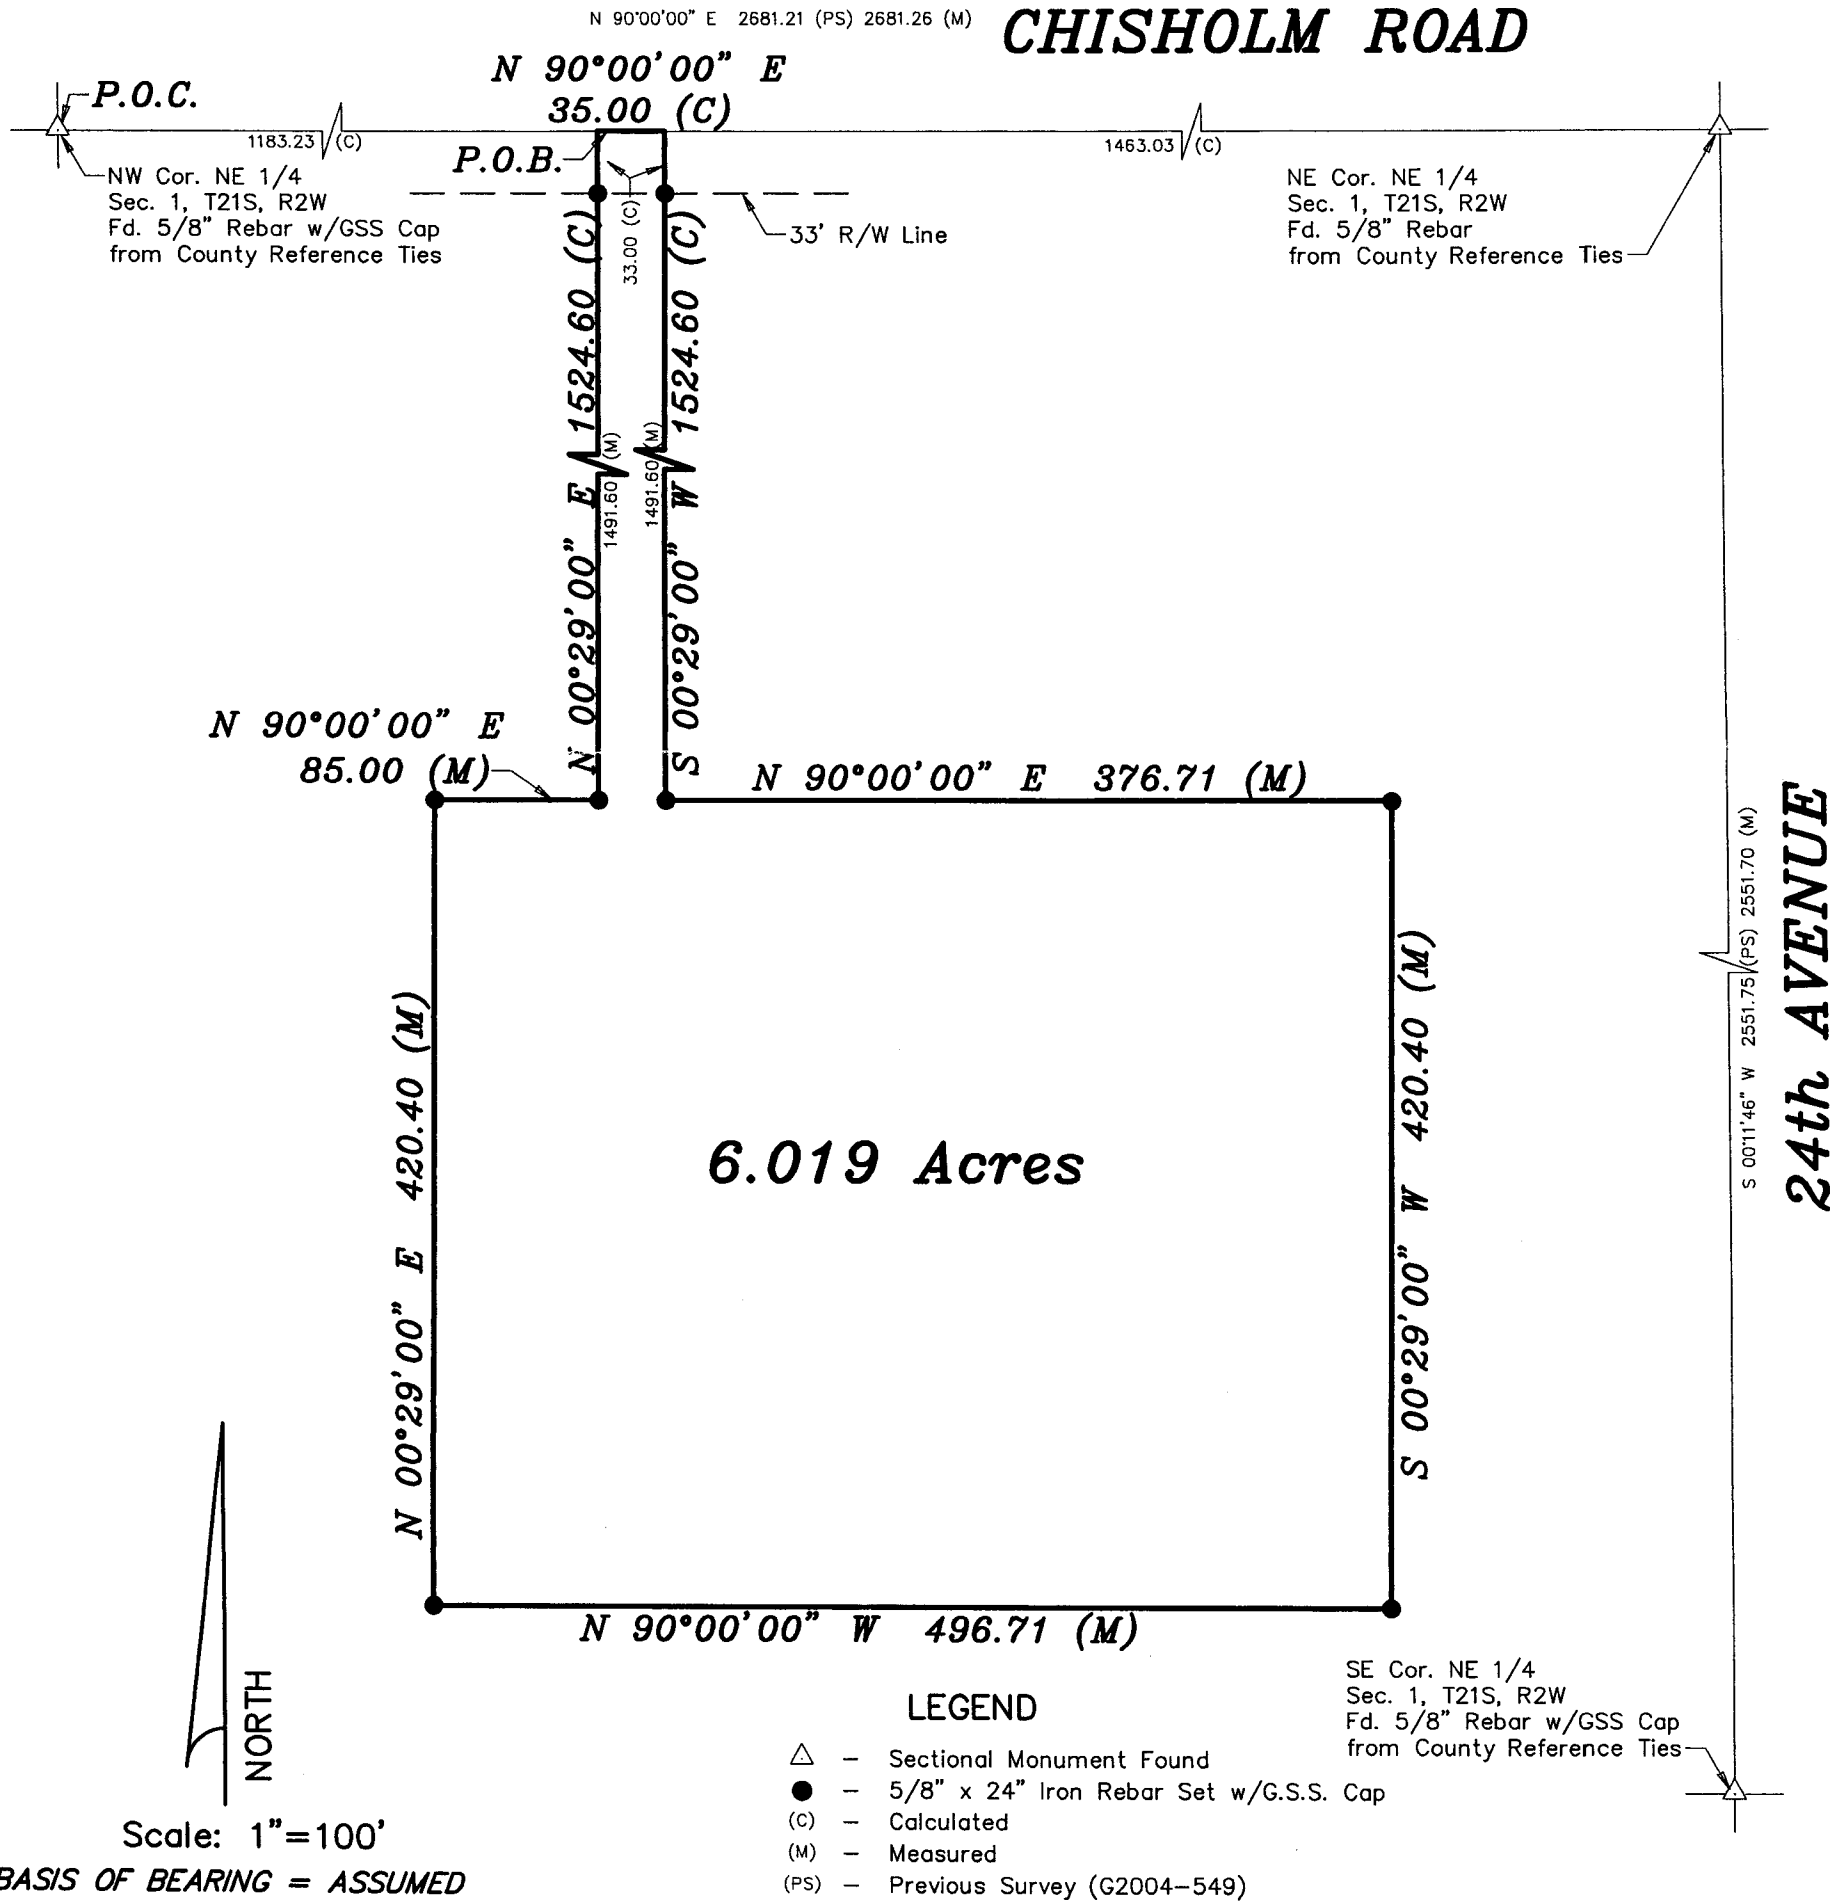 N 90°00'00" E 2681.21 (PS) 2681.26 (M)
CHISHOLM ROAD
N 90°00'00" E
35.00 (C)
P.O.C.
1183.23 (C)
1463.03 (C)
P.O.B.
NW Cor. NE 1/4
Sec. 1, T21S, R2W
Fd. 5/8" Rebar w/GSS Cap
from County Reference Ties
NE Cor. NE 1/4
Sec. 1, T21S, R2W
Fd. 5/8" Rebar
from County Reference Ties
33.00 (C)
33' R/W Line
N 00°29'00" E 1524.60 (C)
1491.60 (M)
1491.60 (M)
S 00°29'00" W 1524.60 (C)
N 90°00'00" E
85.00 (M)
N 90°00'00" E 376.71 (M)
N 00°29'00" E 420.40 (M)
6.019 Acres
S 00°29'00" W 420.40 (M)
S 00°11'46" W 2551.75 (PS) 2551.70 (M)
24th AVENUE
N 90°00'00" W 496.71 (M)
SE Cor. NE 1/4
Sec. 1, T21S, R2W
Fd. 5/8" Rebar w/GSS Cap
from County Reference Ties
NORTH
Scale: 1"=100'
BASIS OF BEARING = ASSUMED
LEGEND
– Sectional Monument Found
– 5/8" x 24" Iron Rebar Set w/G.S.S. Cap
(C) – Calculated
(M) – Measured
(PS) – Previous Survey (G2004–549)